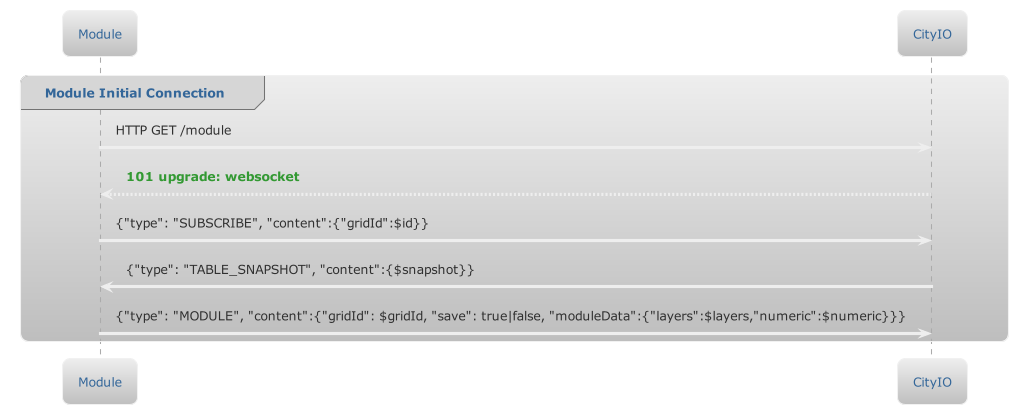 Module
CityIO
Module Initial Connection
HTTP GET /module
101 upgrade: websocket
{"type": "SUBSCRIBE", "content":{"gridId":$id}}
{"type": "TABLE_SNAPSHOT", "content":{$snapshot}}
{"type": "MODULE", "content":{"gridId": $gridId, "save": true|false, "moduleData":{"layers":$layers,"numeric":$numeric}}}
Module
CityIO